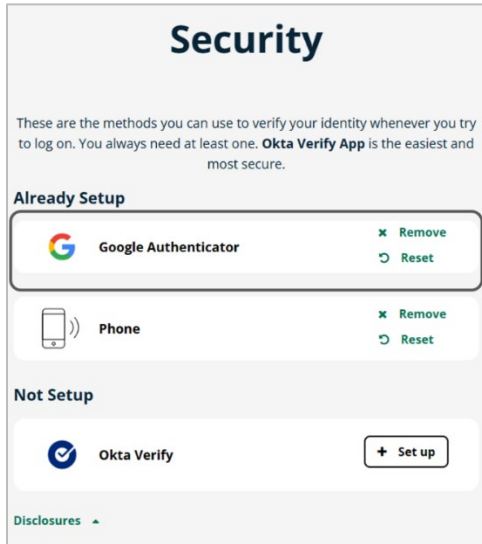 Security
These are the methods you can use to verify your identity whenever you try
to log on. You always need at least one. Okta Verify App is the easiest and
most secure.
Already Setup
Google Authenticator
Remove
Reset
Phone
Remove
Reset
Not Setup
Okta Verify
+ Set up
Disclosures